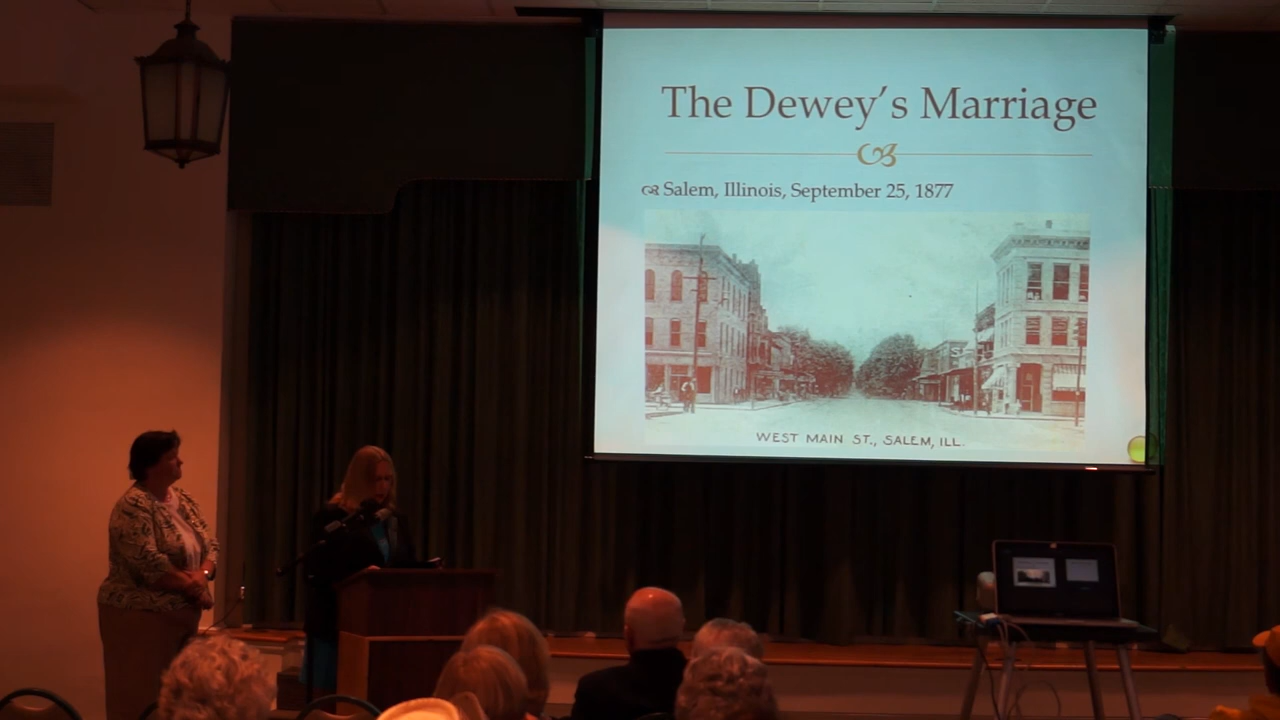 The Dewey's Marriage
Salem, Illinois, September 25, 1877
WEST MAIN ST., SALEM, ILL.